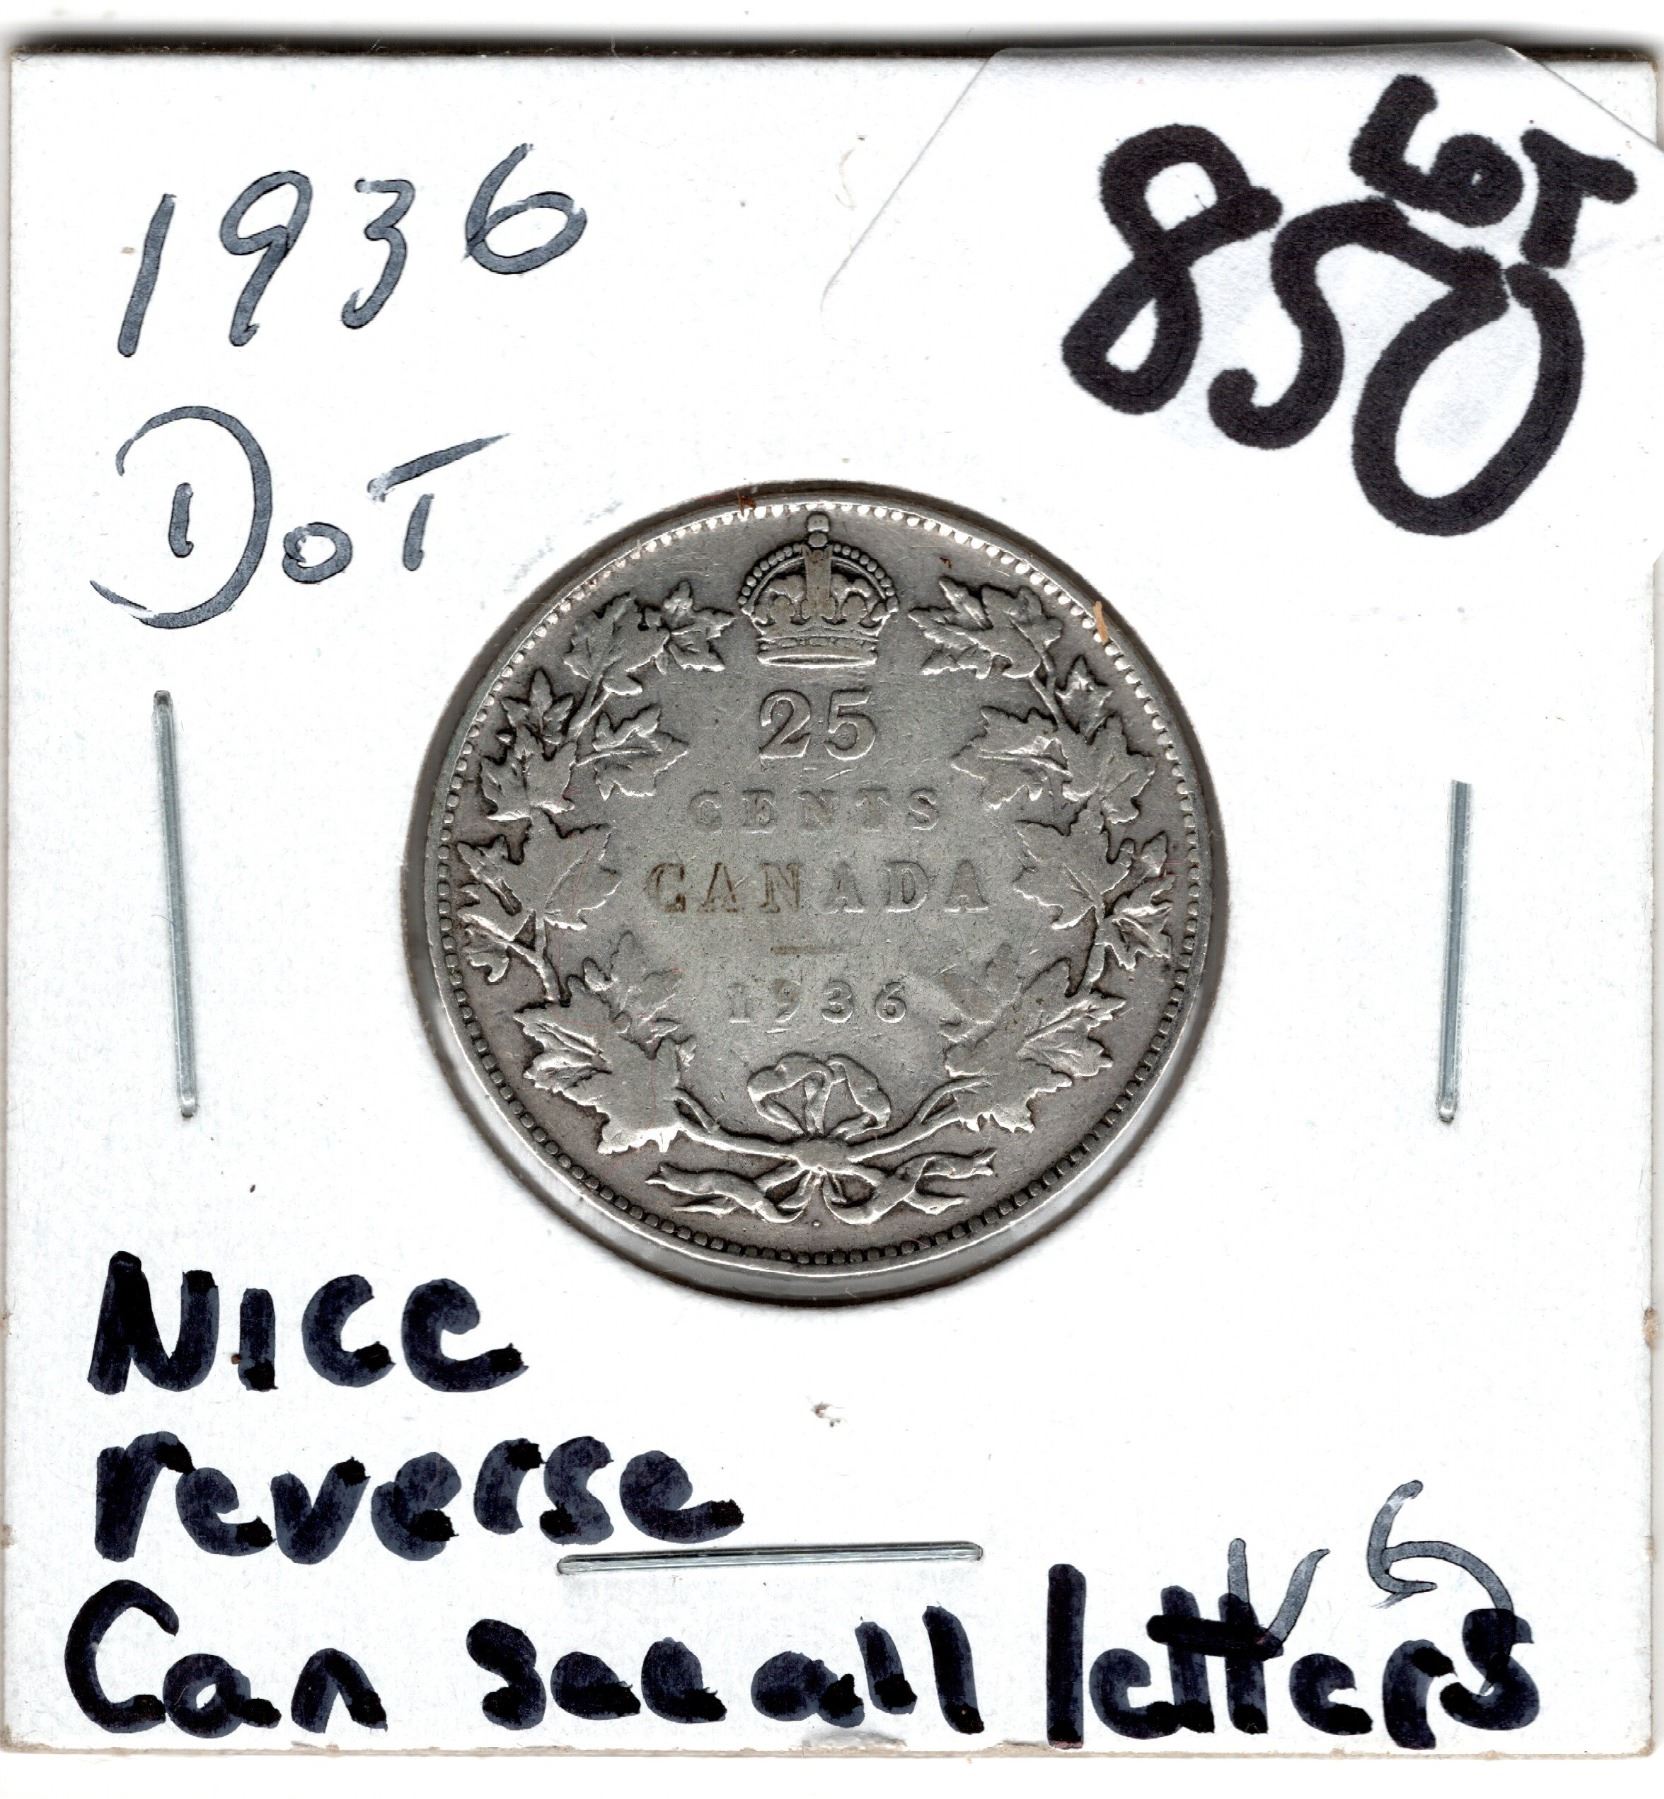 1936
LOT
850
DOT
25
CENTS
CANADA
1936
VG
Nice
reverse
Can see all letters